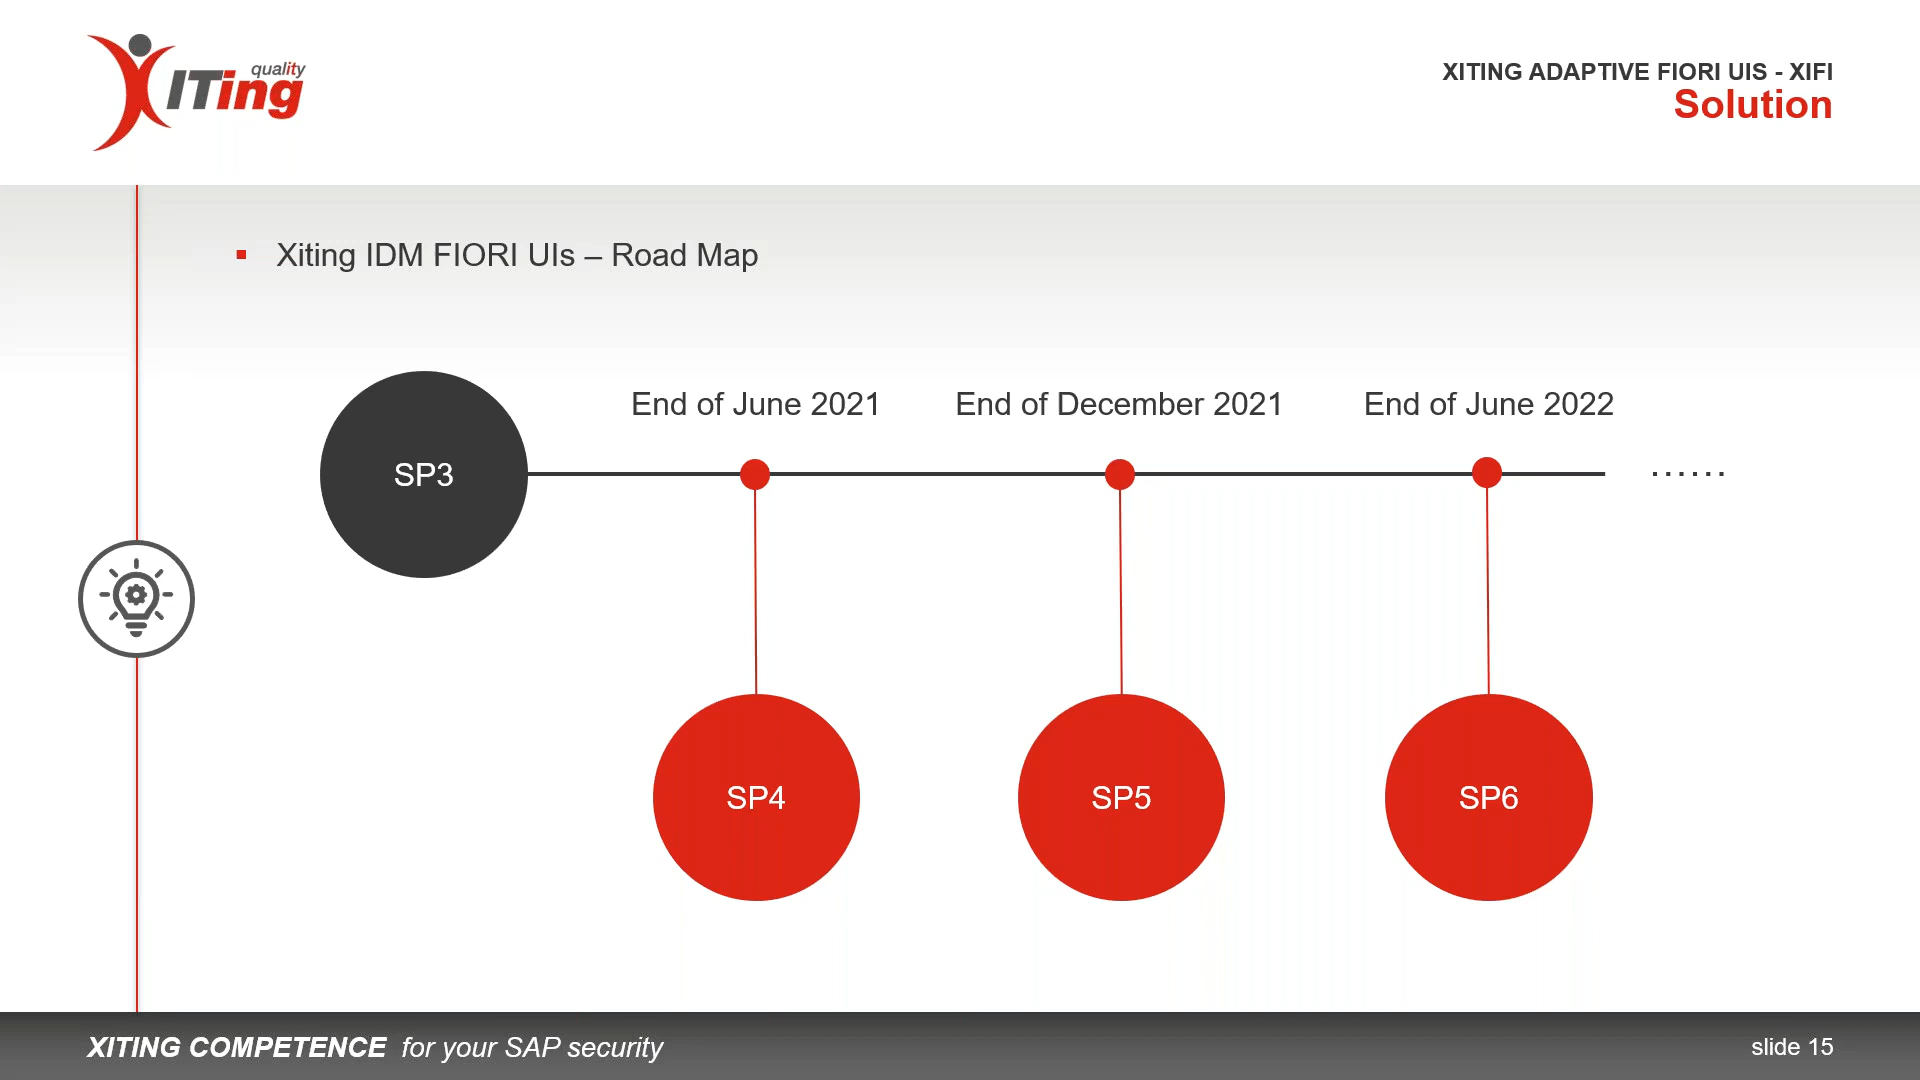 quality
XITing
XITING ADAPTIVE FIORI UIS - XIFI
Solution
Xiting IDM FIORI UIs – Road Map
End of June 2021
End of December 2021
End of June 2022
SP3
......
SP4
SP5
SP6
XITING COMPETENCE for your SAP security
slide 15